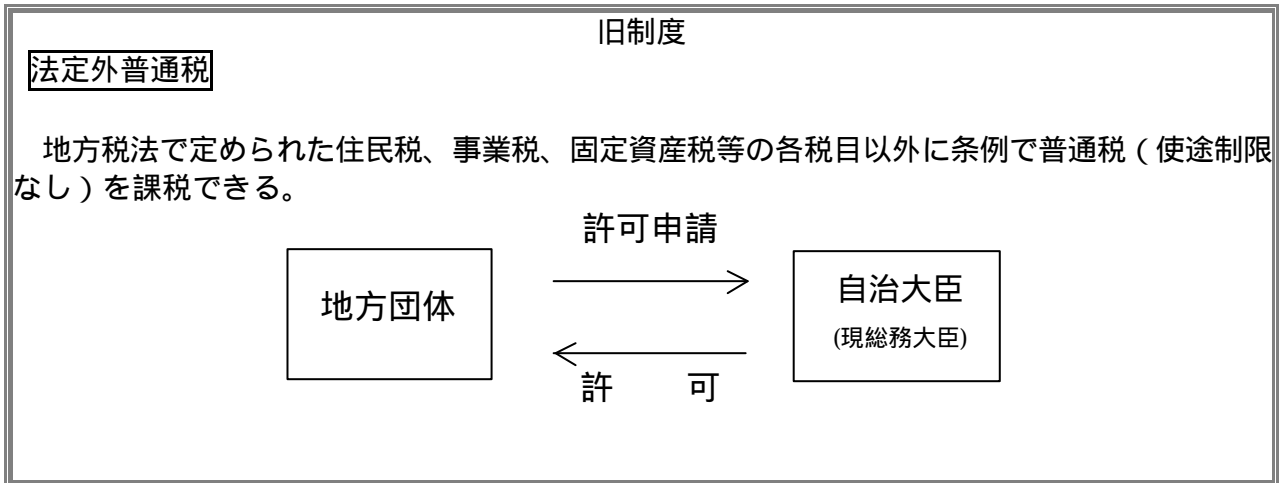 旧制度
法定外普通税
地方税法で定められた住民税、事業税、固定資産税等の各税目以外に条例で普通税（使途制限
なし）を課税できる。
許可申請
地方団体
自治大臣
(現総務大臣)
許　　可